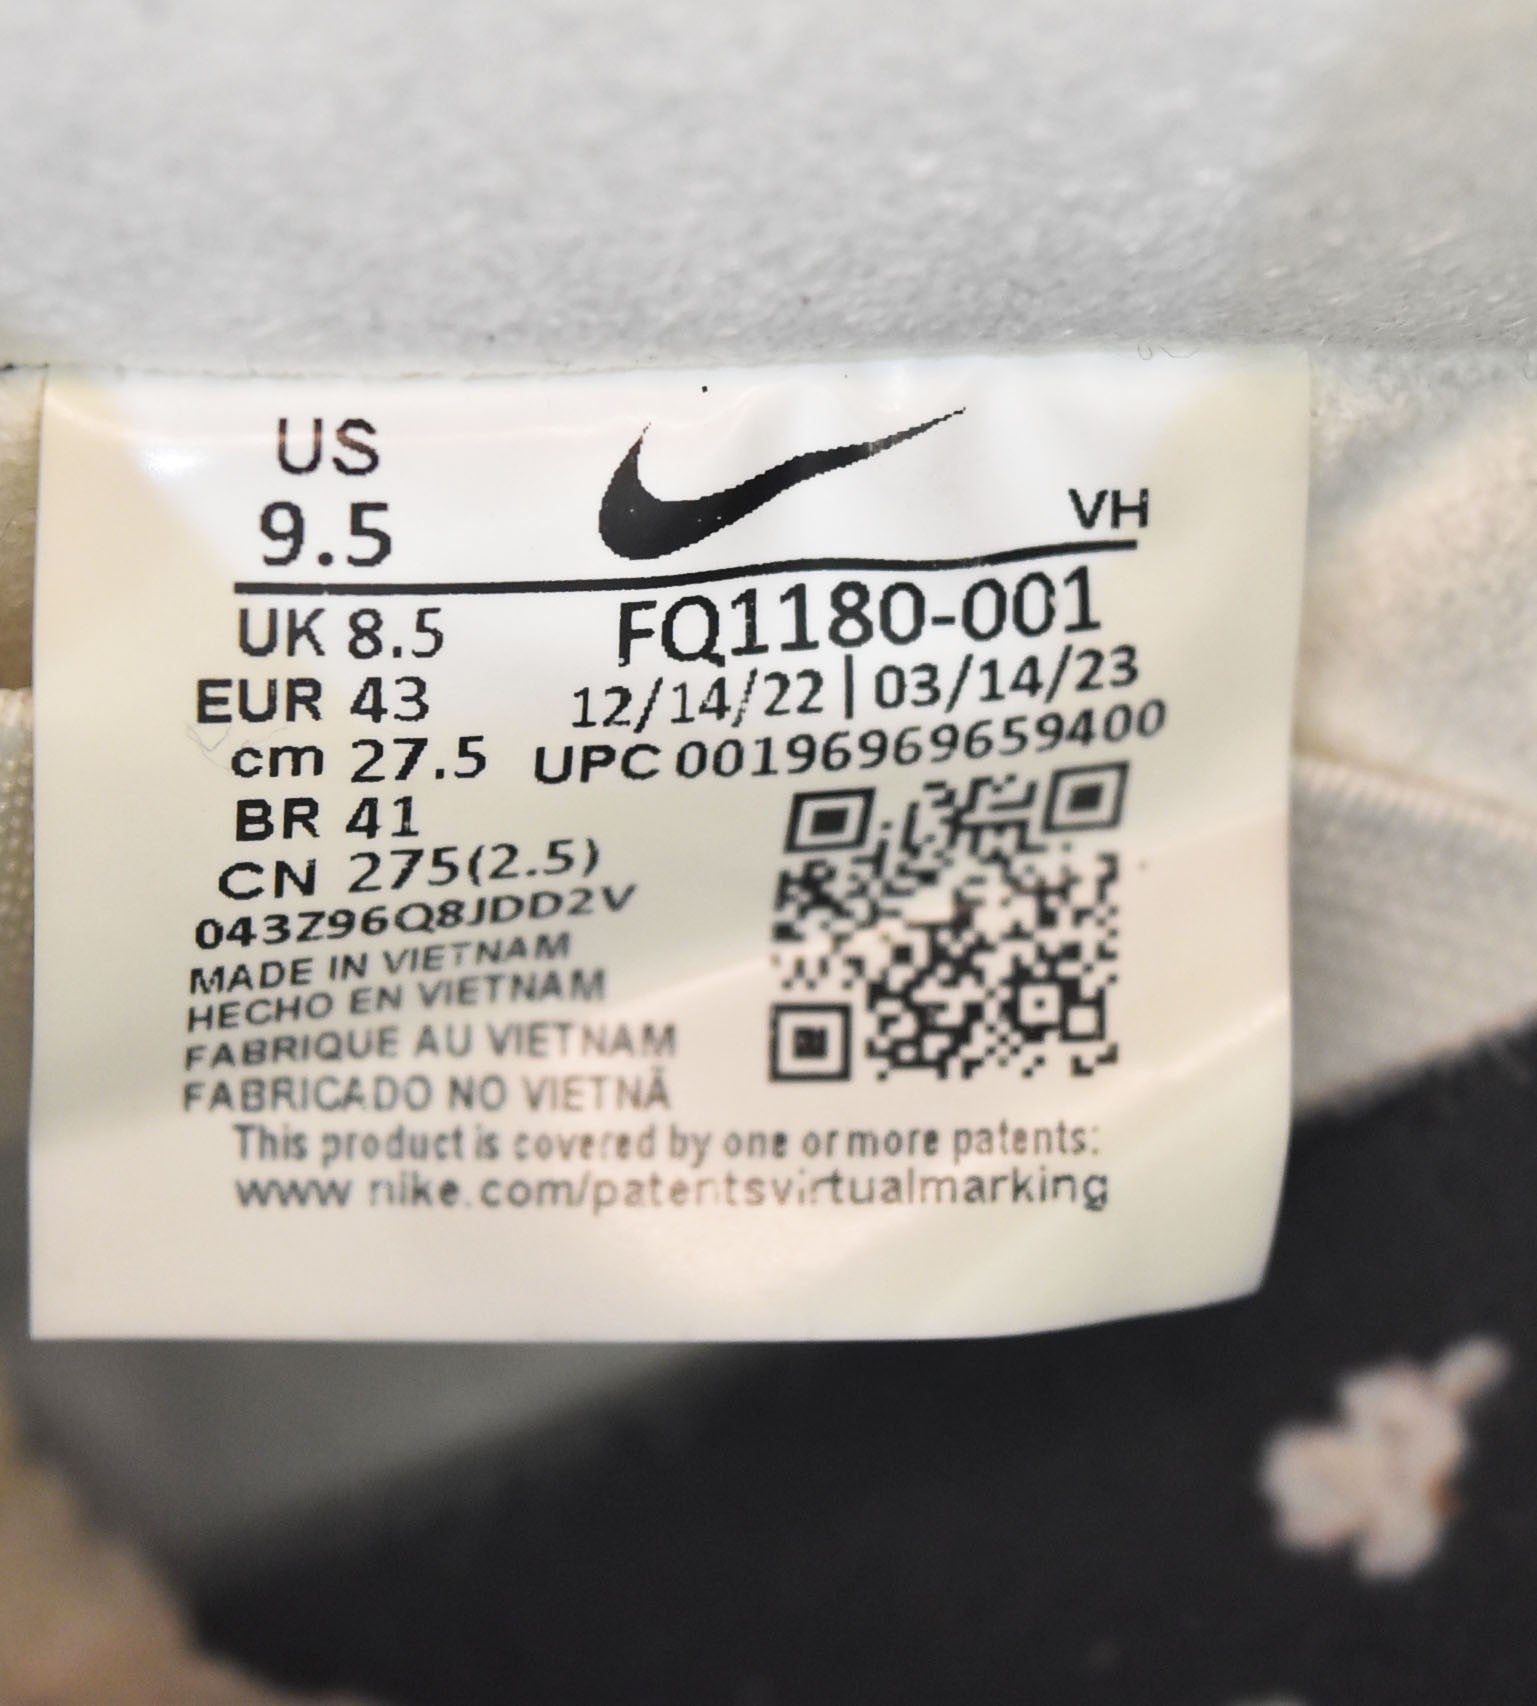 US
9.5
VH
UK 8.5
FQ1180-001
EUR 43
12/14/22 | 03/14/23
cm 27.5
UPC 00196969659400
BR 41
CN 275(2.5)
043Z96Q8JDD2V
MADE IN VIETNAM
HECHO EN VIETNAM
FABRIQUE AU VIETNAM
FABRICADO NO VIETNÃ
This product is covered by one or more patents:
www.nike.com/patentsvirtualmarking